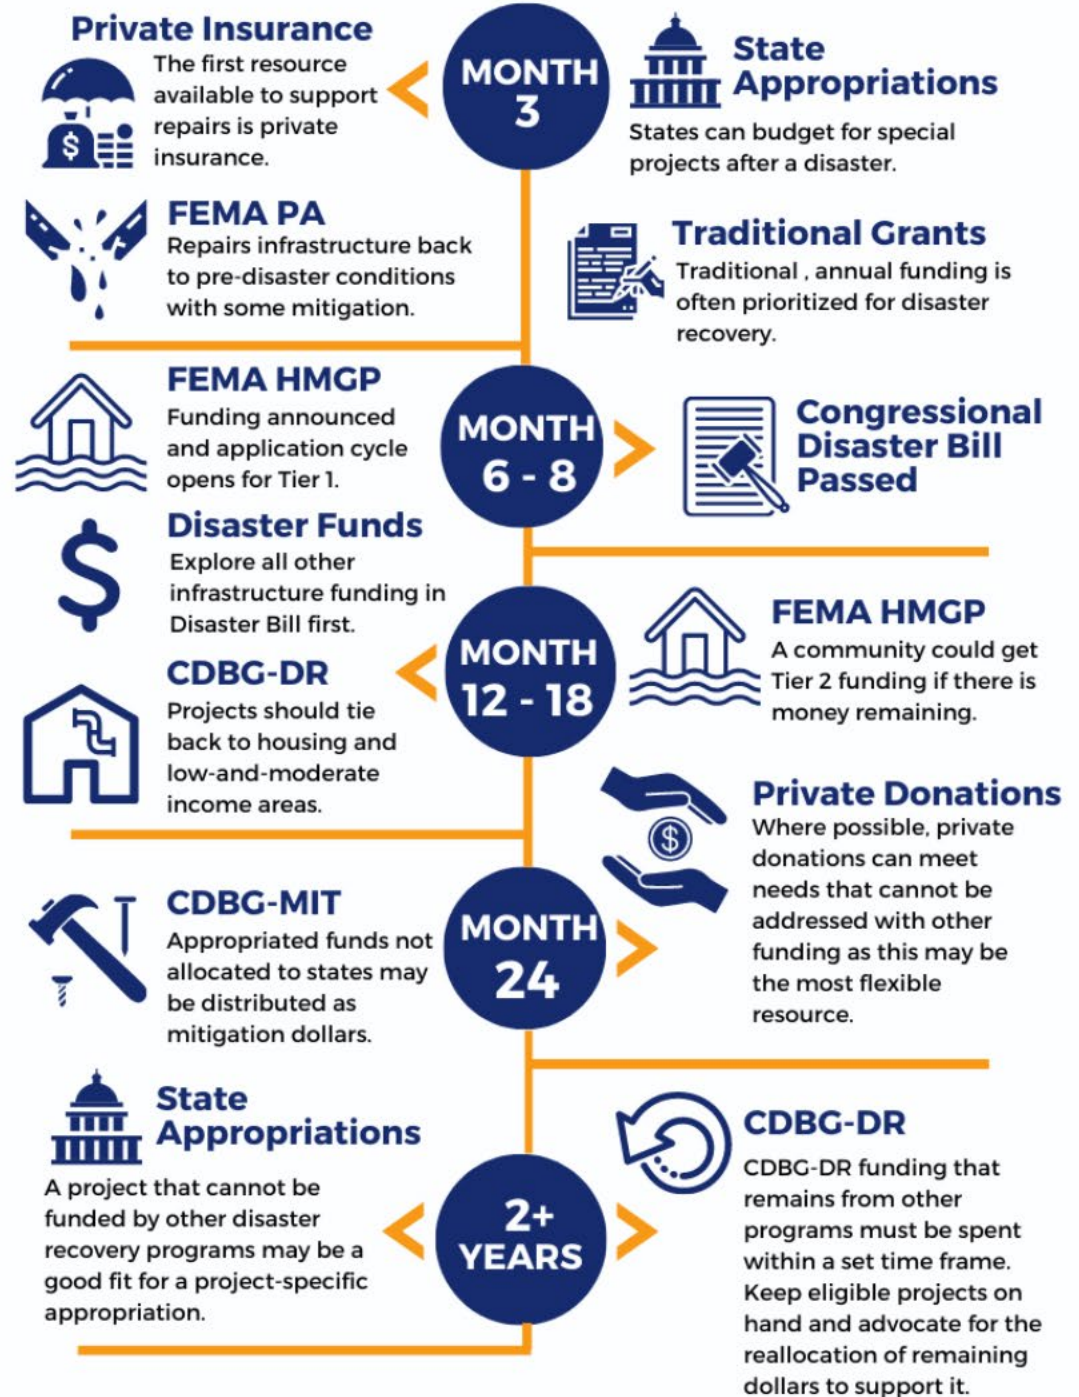 Private Insurance
The first resource
available to support
repairs is private
insurance.
MONTH
3
State
Appropriations
States can budget for special
projects after a disaster.
FEMA PA
Repairs infrastructure back
to pre-disaster conditions
with some mitigation.
Traditional Grants
Traditional , annual funding is
often prioritized for disaster
recovery.
FEMA HMGP
Funding announced
and application cycle
opens for Tier 1.
MONTH
6 - 8
Congressional
Disaster Bill
Passed
Disaster Funds
Explore all other
infrastructure funding in
Disaster Bill first.
CDBG-DR
Projects should tie
back to housing and
low-and-moderate
income areas.
MONTH
12 - 18
FEMA HMGP
A community could get
Tier 2 funding if there is
money remaining.
Private Donations
Where possible, private
donations can meet
needs that cannot be
addressed with other
funding as this may be
the most flexible
resource.
CDBG-MIT
Appropriated funds not
allocated to states may
be distributed as
mitigation dollars.
MONTH
24
State
Appropriations
A project that cannot be
funded by other disaster
recovery programs may be a
good fit for a project-specific
appropriation.
2+
YEARS
CDBG-DR
CDBG-DR funding that
remains from other
programs must be spent
within a set time frame.
Keep eligible projects on
hand and advocate for the
reallocation of remaining
dollars to support it.